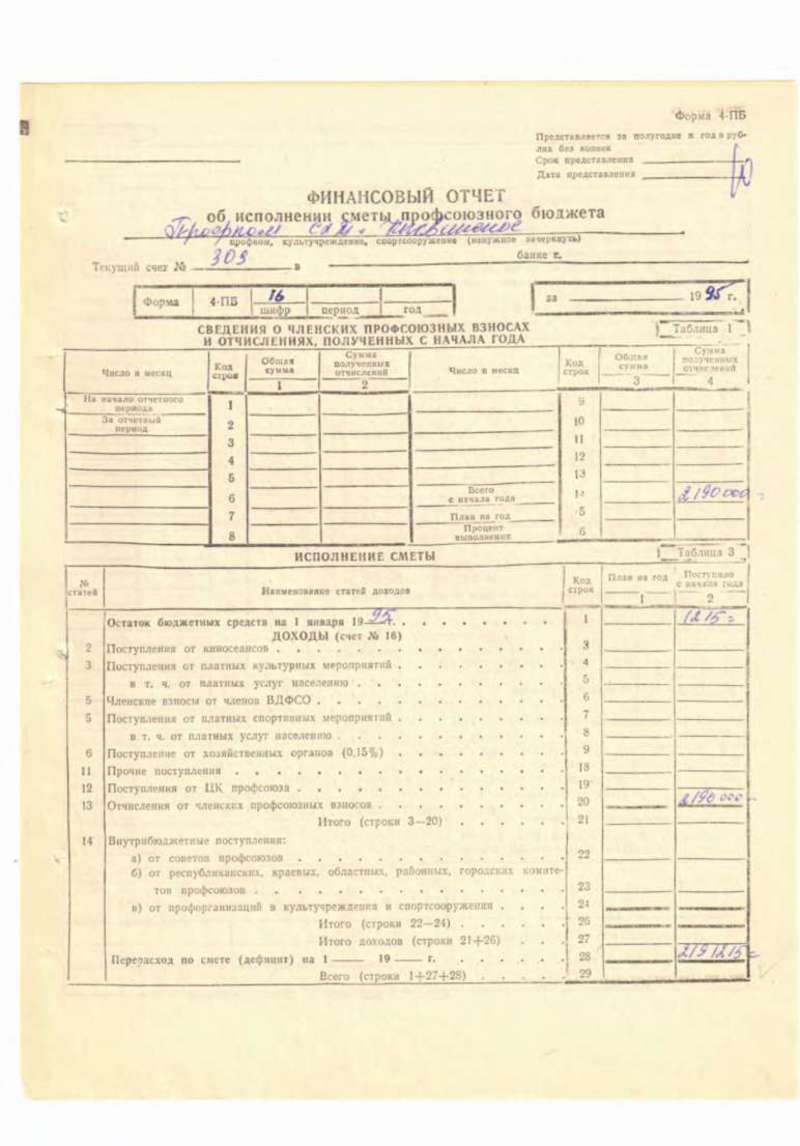 Форма 4-ПБ
Представляется за полугодие и год в руб-
лях без копеек
Срок представления
Дата представления
ФИНАНСОВЫЙ ОТЧЕТ
об исполнении сметы профсоюзного бюджета
Профком
профком, культучреждение, спортсооружение (ненужное зачеркнуть)
Текущий счет № 303 в банке г.
Форма 4-ПБ 16 за 1995 г.
шифр период год
СВЕДЕНИЯ О ЧЛЕНСКИХ ПРОФСОЮЗНЫХ ВЗНОСАХ
И ОТЧИСЛЕНИЯХ, ПОЛУЧЕННЫХ С НАЧАЛА ГОДА
Таблица 1
Число и месяц Код строк Общая сумма Сумма полученных отчислений Число и месяц Код строк Общая сумма Сумма полученных отчислений
1 2 3 4
На начало отчетного периода 1 9
За отчетный период 2 10
3 11
4 12
5 13
6 Всего с начала года 14 2190000=
7 План на год 5
8 Процент выполнения 6
ИСПОЛНЕНИЕ СМЕТЫ
Таблица 3
№ статей Наименование статей доходов Код строк План на год Поступило с начала года
1 2
Остаток бюджетных средств на 1 января 1995 г. 1 1215=
ДОХОДЫ (счет № 16)
2 Поступления от киносеансов 3
3 Поступления от платных культурных мероприятий 4
в т. ч. от платных услуг населению 5
5 Членские взносы от членов ВДФСО 6
5 Поступления от платных спортивных мероприятий 7
в т. ч. от платных услуг населению 8
6 Поступление от хозяйственных органов (0,15%) 9
11 Прочие поступления 18
12 Поступления от ЦК профсоюза 19
13 Отчисления от членских профсоюзных взносов 20 2190000
Итого (строки 3—20) 21
14 Внутрибюджетные поступления:
а) от советов профсоюзов 22
б) от республиканских, краевых, областных, районных, городских комите-
тов профсоюзов 23
в) от профорганизаций в культучреждения и спортсооружения 24
Итого (строки 22—24) 26
Итого доходов (строки 21+26) 27
Перерасход по смете (дефицит) на 1 19 г. 28 2191215=
Всего (строки 1+27+28) 29